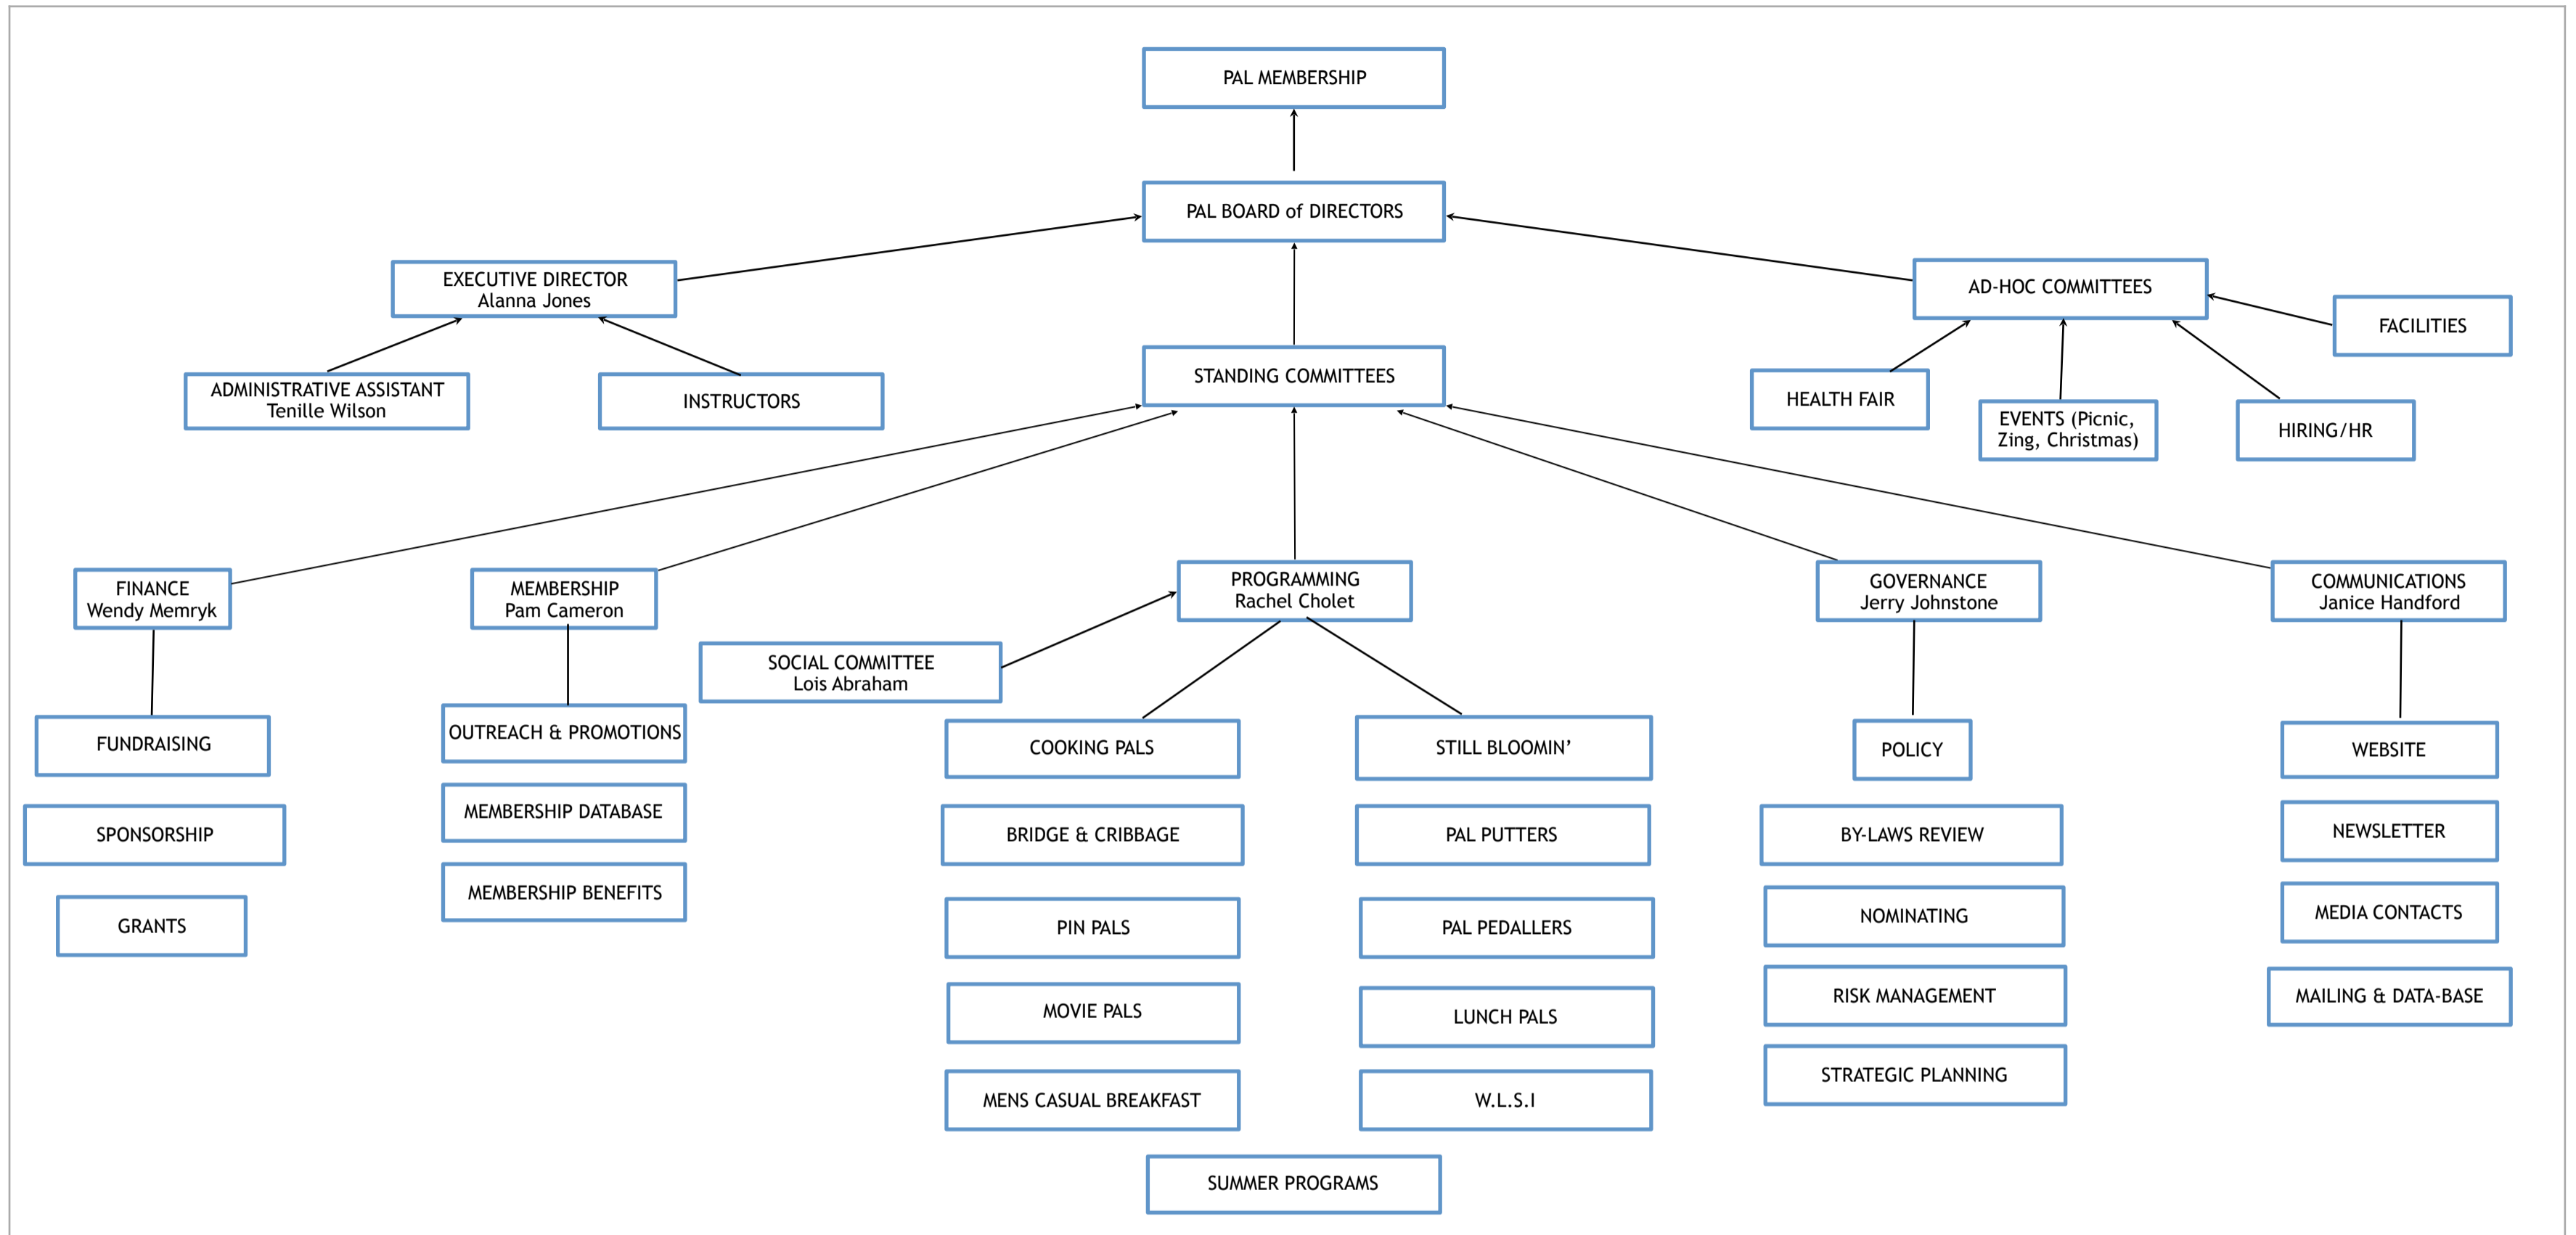 PAL MEMBERSHIP
PAL BOARD of DIRECTORS
EXECUTIVE DIRECTOR
Alanna Jones
ADMINISTRATIVE ASSISTANT
Tenille Wilson
INSTRUCTORS
STANDING COMMITTEES
AD-HOC COMMITTEES
FACILITIES
HEALTH FAIR
EVENTS (Picnic,
Zing, Christmas)
HIRING/HR
FINANCE
Wendy Memryk
FUNDRAISING
SPONSORSHIP
GRANTS
MEMBERSHIP
Pam Cameron
OUTREACH & PROMOTIONS
MEMBERSHIP DATABASE
MEMBERSHIP BENEFITS
PROGRAMMING
Rachel Cholet
SOCIAL COMMITTEE
Lois Abraham
COOKING PALS
BRIDGE & CRIBBAGE
PIN PALS
MOVIE PALS
MENS CASUAL BREAKFAST
STILL BLOOMIN’
PAL PUTTERS
PAL PEDALLERS
LUNCH PALS
W.L.S.I
SUMMER PROGRAMS
GOVERNANCE
Jerry Johnstone
POLICY
BY-LAWS REVIEW
NOMINATING
RISK MANAGEMENT
STRATEGIC PLANNING
COMMUNICATIONS
Janice Handford
WEBSITE
NEWSLETTER
MEDIA CONTACTS
MAILING & DATA-BASE